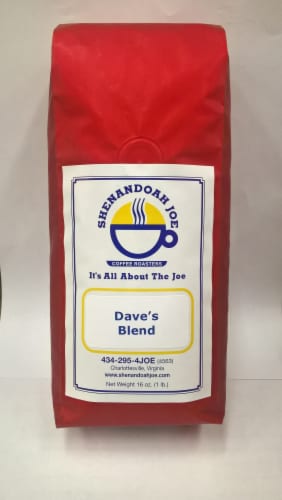 SHENANDOAH JOE
COFFEE ROASTERS
It's All About The Joe
Dave's
Blend
434-295-4JOE (4563)
Charlottesville, Virginia
www.shenandoahjoe.com
Net Weight 16 oz. (1 lb.)